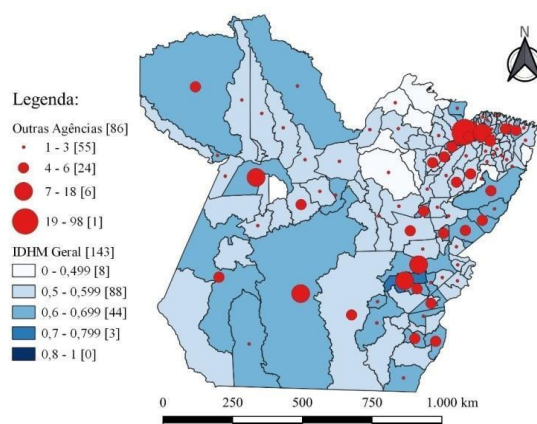 N
Legenda:
Outras Agências [86]
1 - 3 [55]
4 - 6 [24]
7 - 18 [6]
19 - 98 [1]
IDHM Geral [143]
0 - 0,499 [8]
0,5 - 0,599 [88]
0,6 - 0,699 [44]
0,7 - 0,799 [3]
0,8 - 1 [0]
0 250 500 750 1.000 km